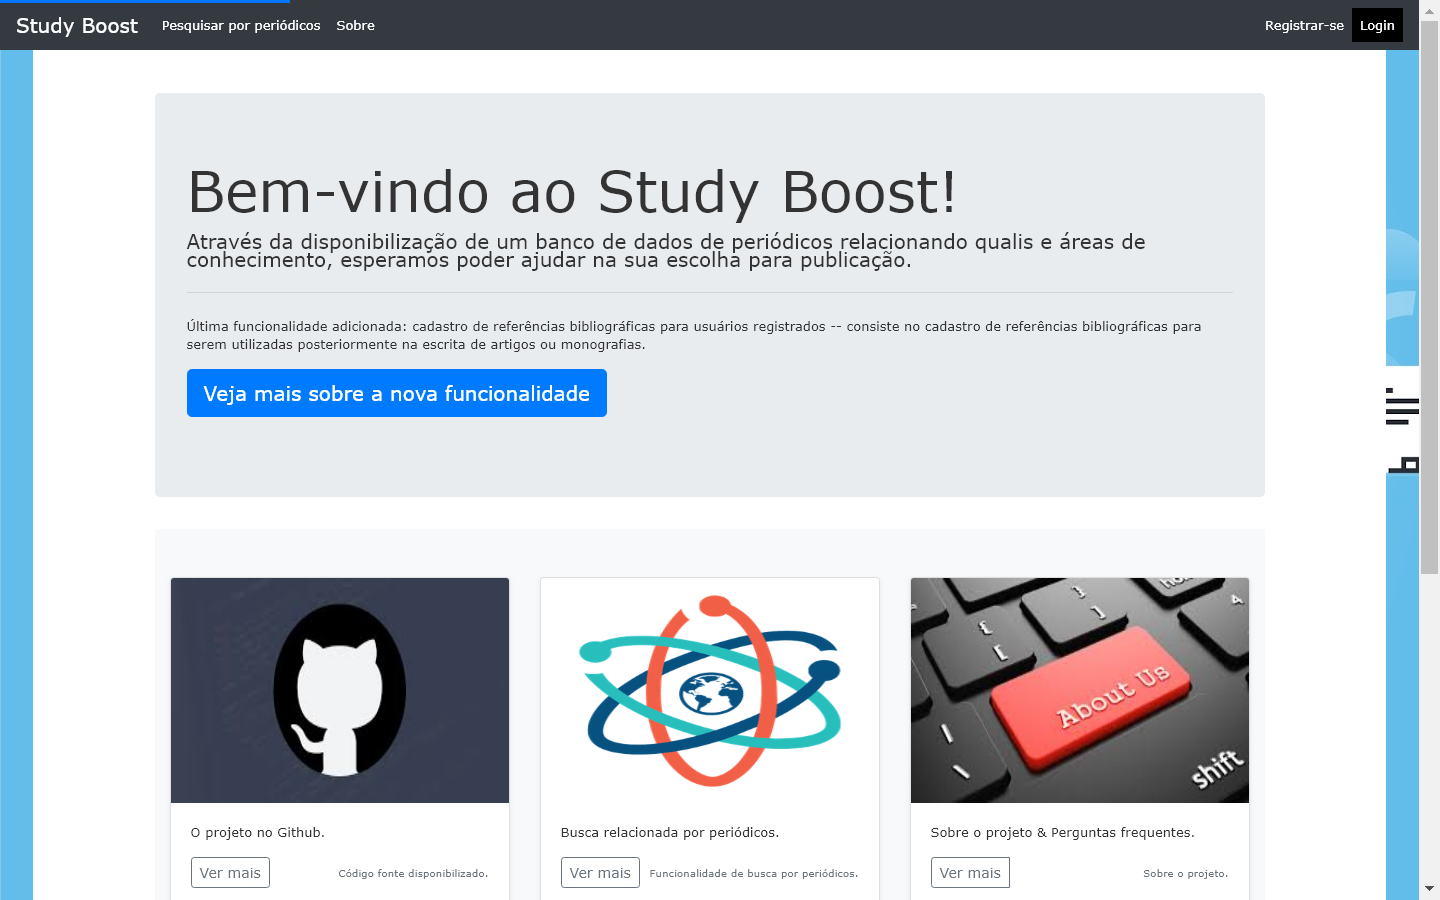 Study Boost
Pesquisar por periódicos
Sobre
Registrar-se
Login
Bem-vindo ao Study Boost!
Através da disponibilização de um banco de dados de periódicos relacionando qualis e áreas de
conhecimento, esperamos poder ajudar na sua escolha para publicação.
Última funcionalidade adicionada: cadastro de referências bibliográficas para usuários registrados -- consiste no cadastro de referências bibliográficas para
serem utilizadas posteriormente na escrita de artigos ou monografias.
Veja mais sobre a nova funcionalidade
About Us
shift
O projeto no Github.
Busca relacionada por periódicos.
Sobre o projeto & Perguntas frequentes.
Ver mais
Código fonte disponibilizado.
Ver mais
Funcionalidade de busca por periódicos.
Ver mais
Sobre o projeto.